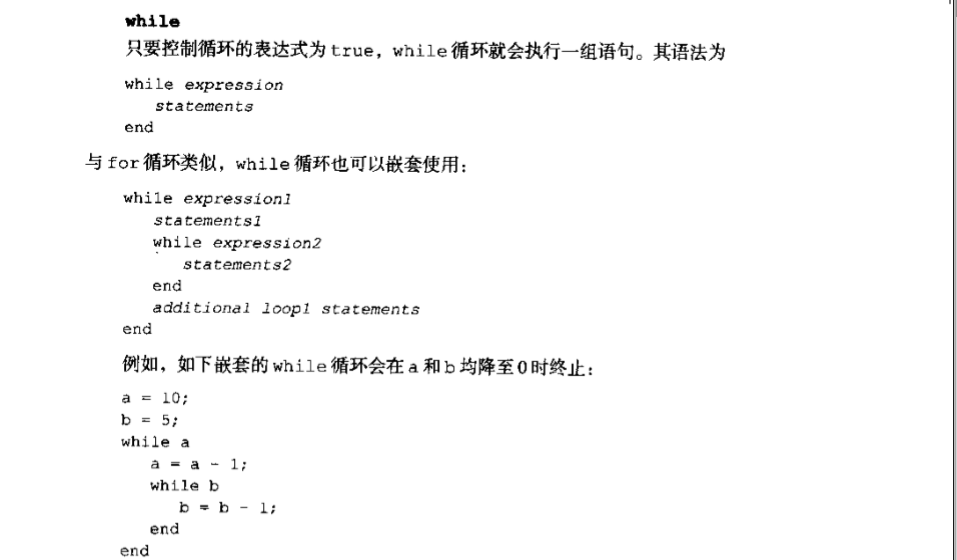 while
只要控制循环的表达式为true，while循环就会执行一组语句。其语法为
while expression
statements
end
与for循环类似，while循环也可以嵌套使用：
while expression1
statements1
while expression2
statements2
end
additional loop1 statements
end
例如，如下嵌套的while循环会在a和b均降至0时终止：
a = 10;
b = 5;
while a
a = a - 1;
while b
b = b - 1;
end
end